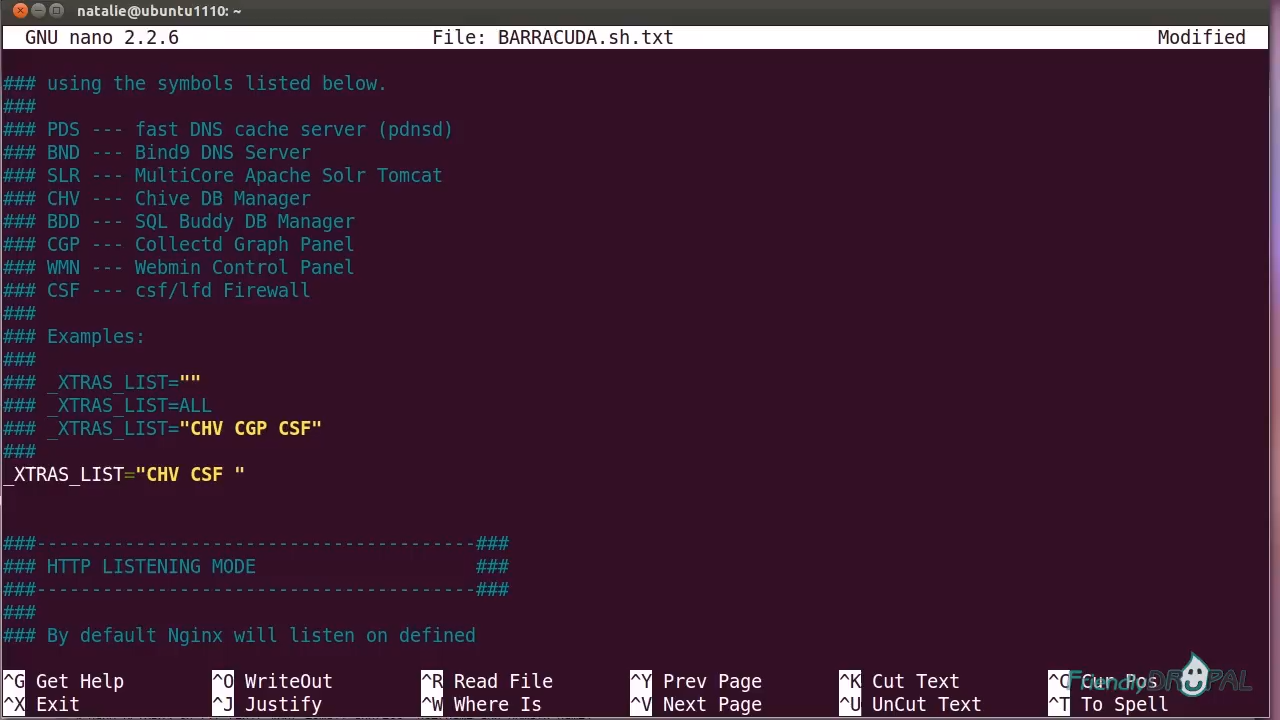 natalie@ubuntu1110: ~
GNU nano 2.2.6 File: BARRACUDA.sh.txt Modified
### using the symbols listed below.
###
### PDS --- fast DNS cache server (pdnsd)
### BND --- Bind9 DNS Server
### SLR --- MultiCore Apache Solr Tomcat
### CHV --- Chive DB Manager
### BDD --- SQL Buddy DB Manager
### CGP --- Collectd Graph Panel
### WMN --- Webmin Control Panel
### CSF --- csf/lfd Firewall
###
### Examples:
###
### _XTRAS_LIST=""
### _XTRAS_LIST=ALL
### _XTRAS_LIST="CHV CGP CSF"
###
_XTRAS_LIST="CHV CSF "
###----------------------------------------###
### HTTP LISTENING MODE ###
###----------------------------------------###
###
### By default Nginx will listen on defined
^G Get Help ^O WriteOut ^R Read File ^Y Prev Page ^K Cut Text ^C Cur Pos
^X Exit ^J Justify ^W Where Is ^V Next Page ^U UnCut Text ^T To Spell
Friendly DRUPAL